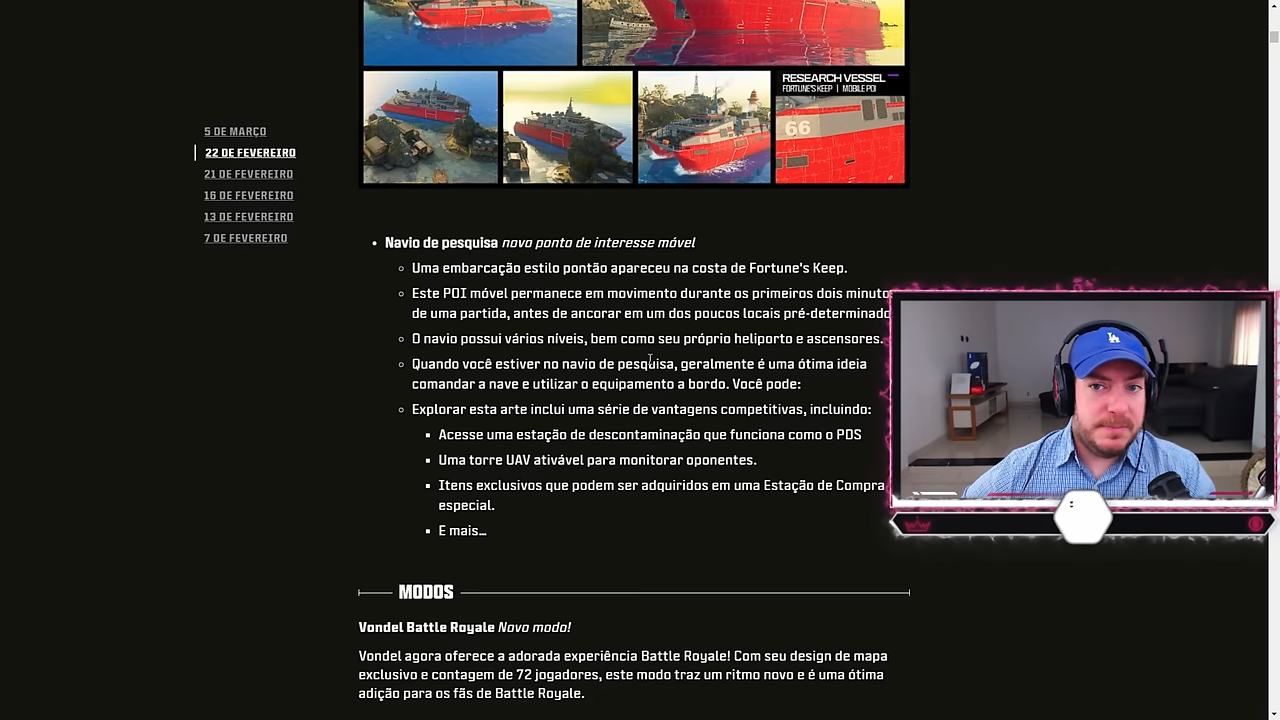 RESEARCH VESSEL
FORTUNE'S KEEP | MOBILE POI
66
5 DE MARÇO
22 DE FEVEREIRO
21 DE FEVEREIRO
16 DE FEVEREIRO
13 DE FEVEREIRO
7 DE FEVEREIRO
• Navio de pesquisa novo ponto de interesse móvel
Uma embarcação estilo pontão apareceu na costa de Fortune's Keep.
Este POI móvel permanece em movimento durante os primeiros dois minuto
de uma partida, antes de ancorar em um dos poucos locais pré-determinado
O navio possui vários níveis, bem como seu próprio heliporto e ascensores.
Quando você estiver no navio de pesquisa, geralmente é uma ótima ideia
comandar a nave e utilizar o equipamento a bordo. Você pode:
Explorar esta arte inclui uma série de vantagens competitivas, incluindo:
Acesse uma estação de descontaminação que funciona como o PDS
Uma torre UAV ativável para monitorar oponentes.
Itens exclusivos que podem ser adquiridos em uma Estação de Compra
especial.
E mais…
LA
MODOS
Vondel Battle Royale Novo modo!
Vondel agora oferece a adorada experiência Battle Royale! Com seu design de mapa
exclusivo e contagem de 72 jogadores, este modo traz um ritmo novo e é uma ótima
adição para os fãs de Battle Royale.